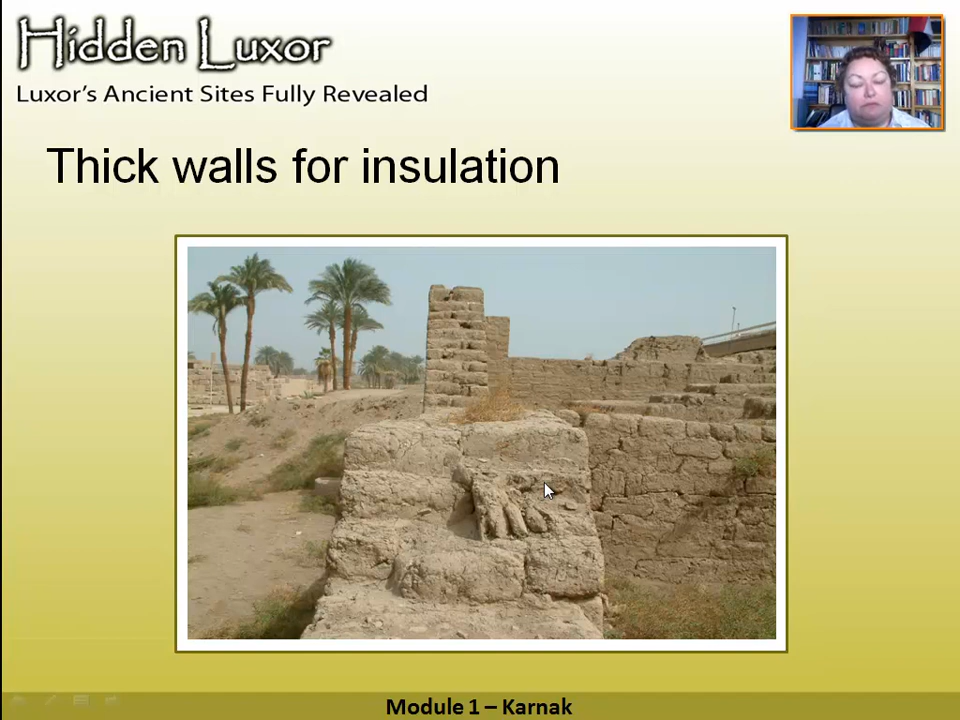 Hidden Luxor
Luxor's Ancient Sites Fully Revealed
Thick walls for insulation
Module 1 – Karnak